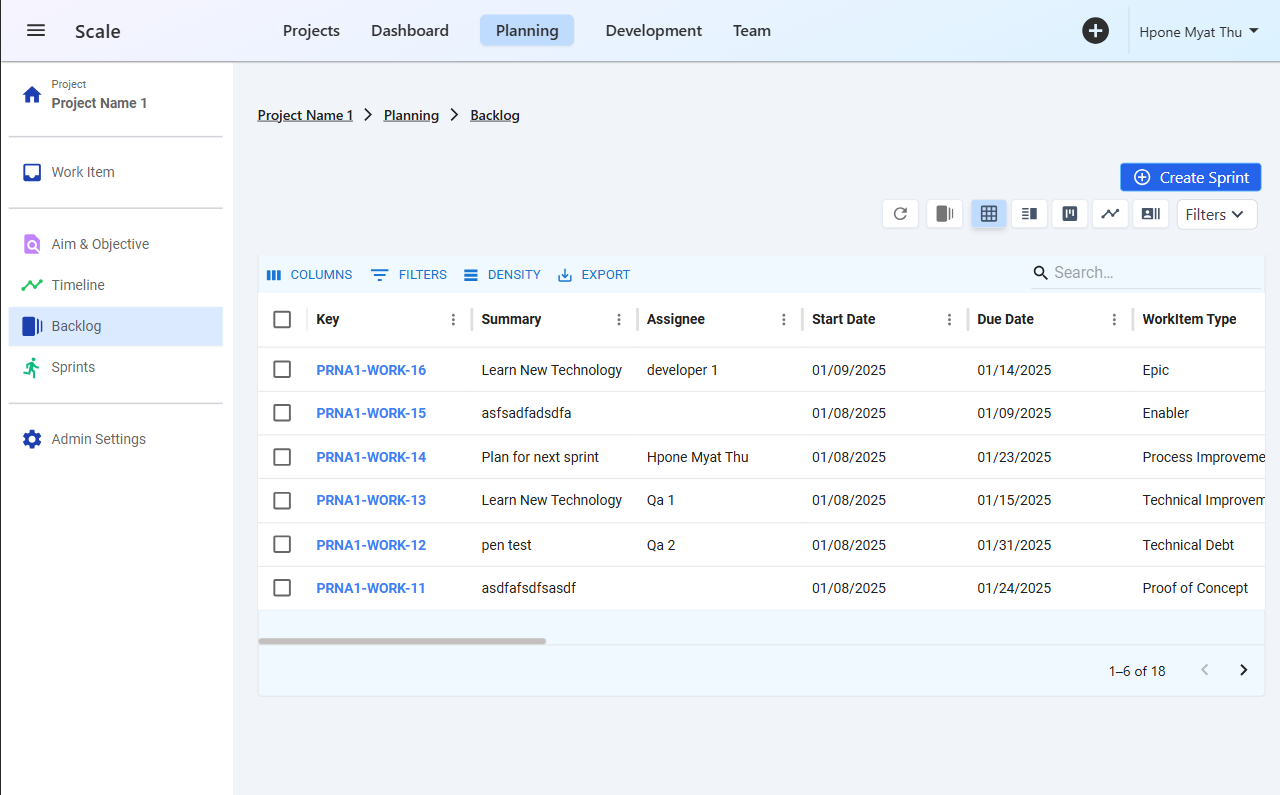 Scale Projects Dashboard Planning Development Team Hpone Myat Thu
Project
Project Name 1
Work Item
Aim & Objective
Timeline
Backlog
Sprints
Admin Settings
Project Name 1 Planning Backlog
Create Sprint
Filters
COLUMNS FILTERS DENSITY EXPORT Search...
Key Summary Assignee Start Date Due Date WorkItem Type
PRNA1-WORK-16 Learn New Technology developer 1 01/09/2025 01/14/2025 Epic
PRNA1-WORK-15 asfsadfadsdfa 01/08/2025 01/09/2025 Enabler
PRNA1-WORK-14 Plan for next sprint Hpone Myat Thu 01/08/2025 01/23/2025 Process Improveme
PRNA1-WORK-13 Learn New Technology Qa 1 01/08/2025 01/15/2025 Technical Improvem
PRNA1-WORK-12 pen test Qa 2 01/08/2025 01/31/2025 Technical Debt
PRNA1-WORK-11 asdfafsdfsasdf 01/08/2025 01/24/2025 Proof of Concept
1–6 of 18